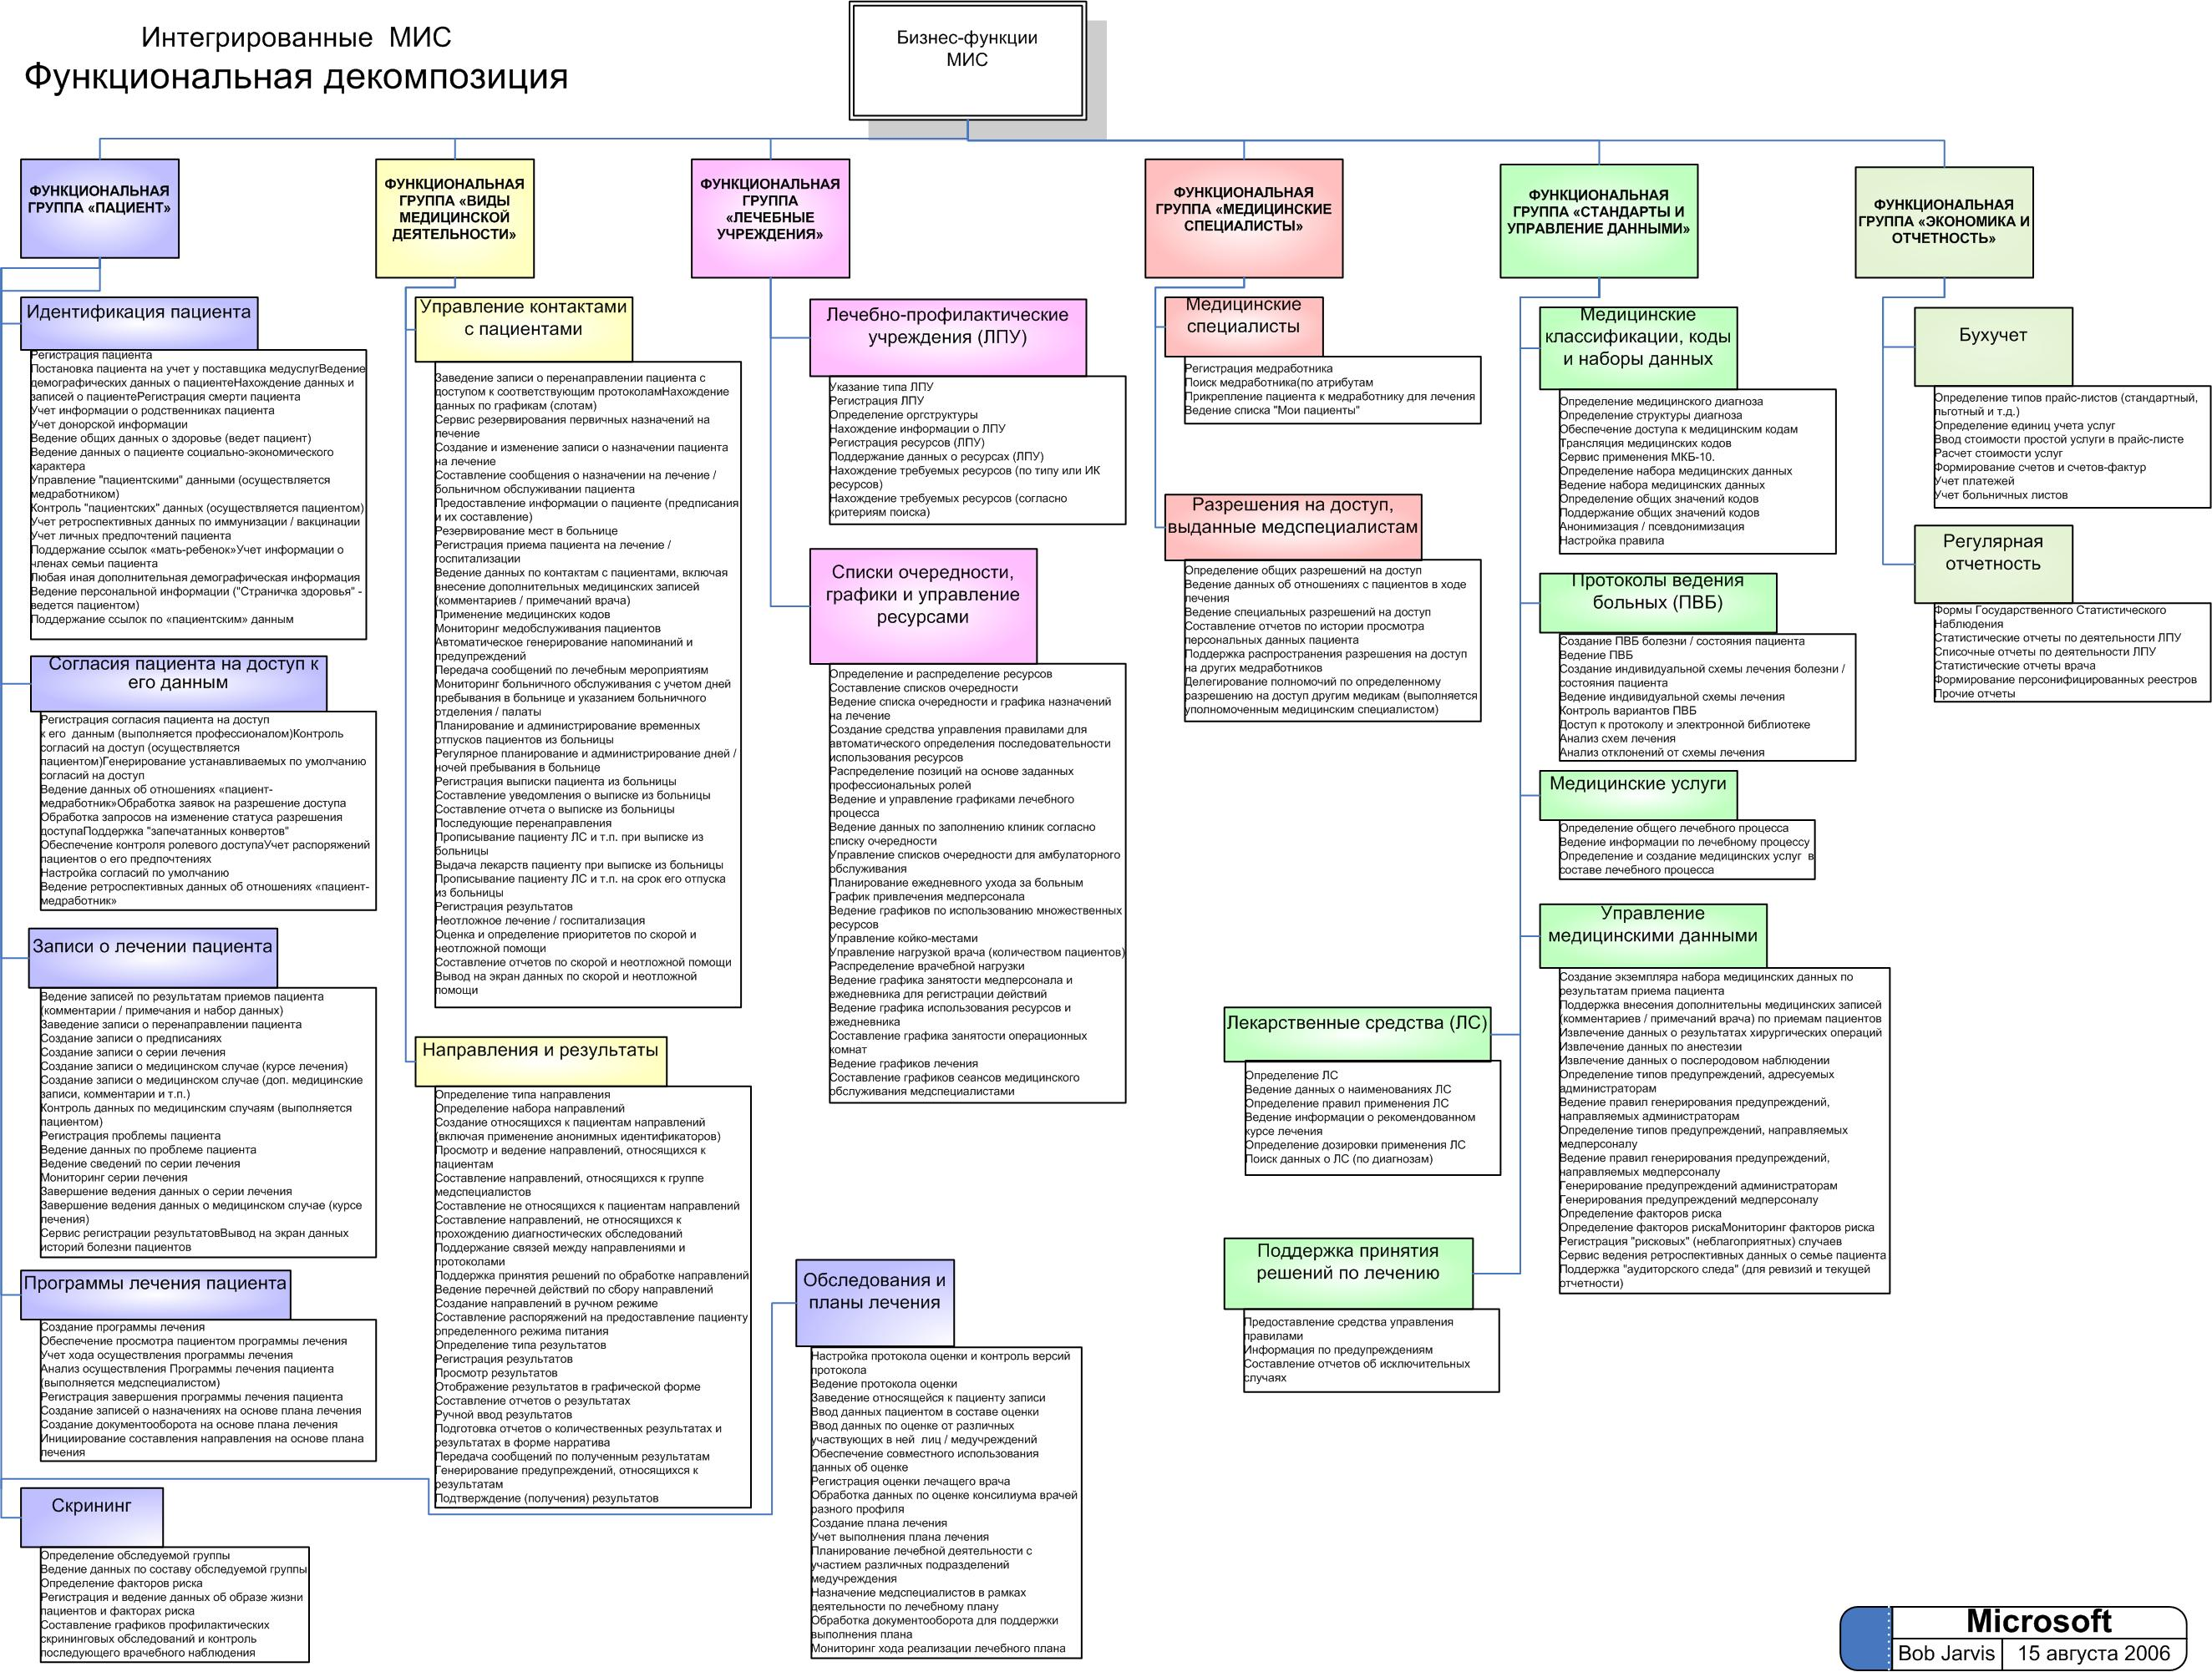 Интегрированные МИС
Функциональная декомпозиция
Бизнес-функции
МИС
ФУНКЦИОНАЛЬНАЯ
ГРУППА «ПАЦИЕНТ»
Идентификация пациента
Регистрация пациента
Постановка пациента на учет у поставщика медуслугВедение
демографических данных о пациентеНахождение данных и
записей о пациентеРегистрация смерти пациента
Учет информации о родственниках пациента
Учет донорской информации
Ведение общих данных о здоровье (ведет пациент)
Ведение данных о пациенте социально-экономического
характера
Управление "пациентскими" данными (осуществляется
медработником)
Контроль "пациентских" данных (осуществляется пациентом)
Учет ретроспективных данных по иммунизации / вакцинации
Учет личных предпочтений пациента
Поддержание ссылок «мать-ребенок»Учет информации о
членах семьи пациента
Любая иная дополнительная демографическая информация
Ведение персональной информации ("Страничка здоровья" -
ведется пациентом)
Поддержание ссылок по «пациентским» данным
Согласия пациента на доступ к
его данным
Регистрация согласия пациента на доступ
к его данным (выполняется профессионалом)Контроль
согласий на доступ (осуществляется
пациентом)Генерирование устанавливаемых по умолчанию
согласий на доступ
Ведение данных об отношениях «пациент-
медработник»Обработка заявок на разрешение доступа
Обработка запросов на изменение статуса разрешения
доступаПоддержка "запечатанных конвертов"
Обеспечение контроля ролевого доступаУчет распоряжений
пациентов о его предпочтениях
Настройка согласий по умолчанию
Ведение ретроспективных данных об отношениях «пациент-
медработник»
Записи о лечении пациента
Ведение записей по результатам приемов пациента
(комментарии / примечания и набор данных)
Заведение записи о перенаправлении пациента
Создание записи о предписаниях
Создание записи о серии лечения
Создание записи о медицинском случае (курсе лечения)
Создание записи о медицинском случае (доп. медицинские
записи, комментарии и т.п.)
Контроль данных по медицинским случаям (выполняется
пациентом)
Регистрация проблемы пациента
Ведение данных по проблеме пациента
Ведение сведений по серии лечения
Мониторинг серии лечения
Завершение ведения данных о серии лечения
Завершение ведения данных о медицинском случае (курсе
лечения)
Сервис регистрации результатовВывод на экран данных
историй болезни пациентов
Программы лечения пациента
Создание программы лечения
Обеспечение просмотра пациентом программы лечения
Учет хода осуществления программы лечения
Анализ осуществления Программы лечения пациента
(выполняется медспециалистом)
Регистрация завершения программы лечения пациента
Создание записей о назначениях на основе плана лечения
Создание документооборота на основе плана лечения
Инициирование составления направления на основе плана
лечения
Скрининг
Определение обследуемой группы
Ведение данных по составу обследуемой группы
Определение факторов риска
Регистрация и ведение данных об образе жизни
пациентов и факторах риска
Составление графиков профилактических
скрининговых обследований и контроль
последующего врачебного наблюдения
ФУНКЦИОНАЛЬНАЯ
ГРУППА «ВИДЫ
МЕДИЦИНСКОЙ
ДЕЯТЕЛЬНОСТИ»
Управление контактами
с пациентами
Заведение записи о перенаправлении пациента с
доступом к соответствующим протоколамНахождение
данных по графикам (слотам)
Сервис резервирования первичных назначений на
лечение
Создание и изменение записи о назначении пациента
на лечение
Составление сообщения о назначении на лечение /
больничном обслуживании пациента
Предоставление информации о пациенте (предписания
и их составление)
Резервирование мест в больнице
Регистрация приема пациента на лечение /
госпитализации
Ведение данных по контактам с пациентами, включая
внесение дополнительных медицинских записей
(комментариев / примечаний врача)
Применение медицинских кодов
Мониторинг медобслуживания пациентов
Автоматическое генерирование напоминаний и
предупреждений
Передача сообщений по лечебным мероприятиям
Мониторинг больничного обслуживания с учетом дней
пребывания в больнице и указанием больничного
отделения / палаты
Планирование и администрирование временных
отпусков пациентов из больницы
Регулярное планирование и администрирование дней /
ночей пребывания в больнице
Регистрация выписки пациента из больницы
Составление уведомления о выписке из больницы
Составление отчета о выписке из больницы
Последующие перенаправления
Прописывание пациенту ЛС и т.п. при выписке из
больницы
Выдача лекарств пациенту при выписке из больницы
Прописывание пациенту ЛС и т.п. на срок его отпуска
из больницы
Регистрация результатов
Неотложное лечение / госпитализация
Оценка и определение приоритетов по скорой и
неотложной помощи
Составление отчетов по скорой и неотложной помощи
Вывод на экран данных по скорой и неотложной
помощи
Направления и результаты
Определение типа направления
Определение набора направлений
Создание относящихся к пациентам направлений
(включая применение анонимных идентификаторов)
Просмотр и ведение направлений, относящихся к
пациентам
Составление направлений, относящихся к группе
медспециалистов
Составление не относящихся к пациентам направлений
Составление направлений, не относящихся к
прохождению диагностических обследований
Поддержание связей между направлениями и
протоколами
Поддержка принятия решений по обработке направлений
Ведение перечней действий по сбору направлений
Создание направлений в ручном режиме
Составление распоряжений на предоставление пациенту
определенного режима питания
Определение типа результатов
Регистрация результатов
Просмотр результатов
Отображение результатов в графической форме
Составление отчетов о результатах
Ручной ввод результатов
Подготовка отчетов о количественных результатах и
результатах в форме нарратива
Передача сообщений по полученным результатам
Генерирование предупреждений, относящихся к
результатам
Подтверждение (получения) результатов
ФУНКЦИОНАЛЬНАЯ
ГРУППА
«ЛЕЧЕБНЫЕ
УЧРЕЖДЕНИЯ»
Лечебно-профилактические
учреждения (ЛПУ)
Указание типа ЛПУ
Регистрация ЛПУ
Определение оргструктуры
Нахождение информации о ЛПУ
Регистрация ресурсов (ЛПУ)
Поддержание данных о ресурсах (ЛПУ)
Нахождение требуемых ресурсов (по типу или ИК
ресурсов)
Нахождение требуемых ресурсов (согласно
критериям поиска)
Списки очередности,
графики и управление
ресурсами
Определение и распределение ресурсов
Составление списков очередности
Ведение списка очередности и графика назначений
на лечение
Создание средства управления правилами для
автоматического определения последовательности
использования ресурсов
Распределение позиций на основе заданных
профессиональных ролей
Ведение и управление графиками лечебного
процесса
Ведение данных по заполнению клиник согласно
списку очередности
Управление списков очередности для амбулаторного
обслуживания
Планирование ежедневного ухода за больным
График привлечения медперсонала
Ведение графиков по использованию множественных
ресурсов
Управление койко-местами
Управление нагрузкой врача (количеством пациентов)
Распределение врачебной нагрузки
Ведение графика занятости медперсонала и
ежедневника для регистрации действий
Ведение графика использования ресурсов и
ежедневника
Составление графика занятости операционных
комнат
Ведение графиков лечения
Составление графиков сеансов медицинского
обслуживания медспециалистами
Обследования и
планы лечения
Настройка протокола оценки и контроль версий
протокола
Ведение протокола оценки
Заведение относящейся к пациенту записи
Ввод данных пациентом в составе оценки
Ввод данных по оценке от различных
участвующих в ней лиц / медучреждений
Обеспечение совместного использования
данных об оценке
Регистрация оценки лечащего врача
Обработка данных по оценке консилиума врачей
разного профиля
Создание плана лечения
Учет выполнения плана лечения
Планирование лечебной деятельности с
участием различных подразделений
медучреждения
Назначение медспециалистов в рамках
деятельности по лечебному плану
Обработка документооборота для поддержки
выполнения плана
Мониторинг хода реализации лечебного плана
ФУНКЦИОНАЛЬНАЯ
ГРУППА «МЕДИЦИНСКИЕ
СПЕЦИАЛИСТЫ»
Медицинские
специалисты
Регистрация медработника
Поиск медработника(по атрибутам
Прикрепление пациента к медработнику для лечения
Ведение списка "Мои пациенты"
Разрешения на доступ,
выданные медспециалистам
Определение общих разрешений на доступ
Ведение данных об отношениях с пациентов в ходе
лечения
Ведение специальных разрешений на доступ
Составление отчетов по истории просмотра
персональных данных пациента
Поддержка распространения разрешения на доступ
на других медработников
Делегирование полномочий по определенному
разрешению на доступ другим медикам (выполняется
уполномоченным медицинским специалистом)
ФУНКЦИОНАЛЬНАЯ
ГРУППА «СТАНДАРТЫ И
УПРАВЛЕНИЕ ДАННЫМИ»
Медицинские
классификации, коды
и наборы данных
Определение медицинского диагноза
Определение структуры диагноза
Обеспечение доступа к медицинским кодам
Трансляция медицинских кодов
Сервис применения МКБ-10.
Определение набора медицинских данных
Ведение набора медицинских данных
Определение общих значений кодов
Поддержание общих значений кодов
Анонимизация / псевдонимизация
Настройка правила
Протоколы ведения
больных (ПВБ)
Создание ПВБ болезни / состояния пациента
Ведение ПВБ
Создание индивидуальной схемы лечения болезни /
состояния пациента
Ведение индивидуальной схемы лечения
Контроль вариантов ПВБ
Доступ к протоколу и электронной библиотеке
Анализ схем лечения
Анализ отклонений от схемы лечения
Медицинские услуги
Определение общего лечебного процесса
Ведение информации по лечебному процессу
Определение и создание медицинских услуг в
составе лечебного процесса
Управление
медицинскими данными
Создание экземпляра набора медицинских данных по
результатам приема пациента
Поддержка внесения дополнительны медицинских записей
(комментариев / примечаний врача) по приемам пациентов
Извлечение данных о результатах хирургических операций
Извлечение данных по анестезии
Извлечение данных о послеродовом наблюдении
Определение типов предупреждений, адресуемых
администраторам
Ведение правил генерирования предупреждений,
направляемых администраторам
Определение типов предупреждений, направляемых
медперсоналу
Ведение правил генерирования предупреждений,
направляемых медперсоналу
Генерирование предупреждений администраторам
Генерирования предупреждений медперсоналу
Определение факторов риска
Определение факторов рискаМониторинг факторов риска
Регистрация "рисковых" (неблагоприятных) случаев
Сервис ведения ретроспективных данных о семье пациента
Поддержка "аудиторского следа" (для ревизий и текущей
отчетности)
Лекарственные средства (ЛС)
Определение ЛС
Ведение данных о наименованиях ЛС
Определение правил применения ЛС
Ведение информации о рекомендованном
курсе лечения
Определение дозировки применения ЛС
Поиск данных о ЛС (по диагнозам)
Поддержка принятия
решений по лечению
Предоставление средства управления
правилами
Информация по предупреждениям
Составление отчетов об исключительных
случаях
ФУНКЦИОНАЛЬНАЯ
ГРУППА «ЭКОНОМИКА И
ОТЧЕТНОСТЬ»
Бухучет
Определение типов прайс-листов (стандартный,
льготный и т.д.)
Определение единиц учета услуг
Ввод стоимости простой услуги в прайс-листе
Расчет стоимости услуг
Формирование счетов и счетов-фактур
Учет платежей
Учет больничных листов
Регулярная
отчетность
Формы Государственного Статистического
Наблюдения
Статистические отчеты по деятельности ЛПУ
Списочные отчеты по деятельности ЛПУ
Статистические отчеты врача
Формирование персонифицированных реестров
Прочие отчеты
Microsoft
Bob Jarvis
15 августа 2006